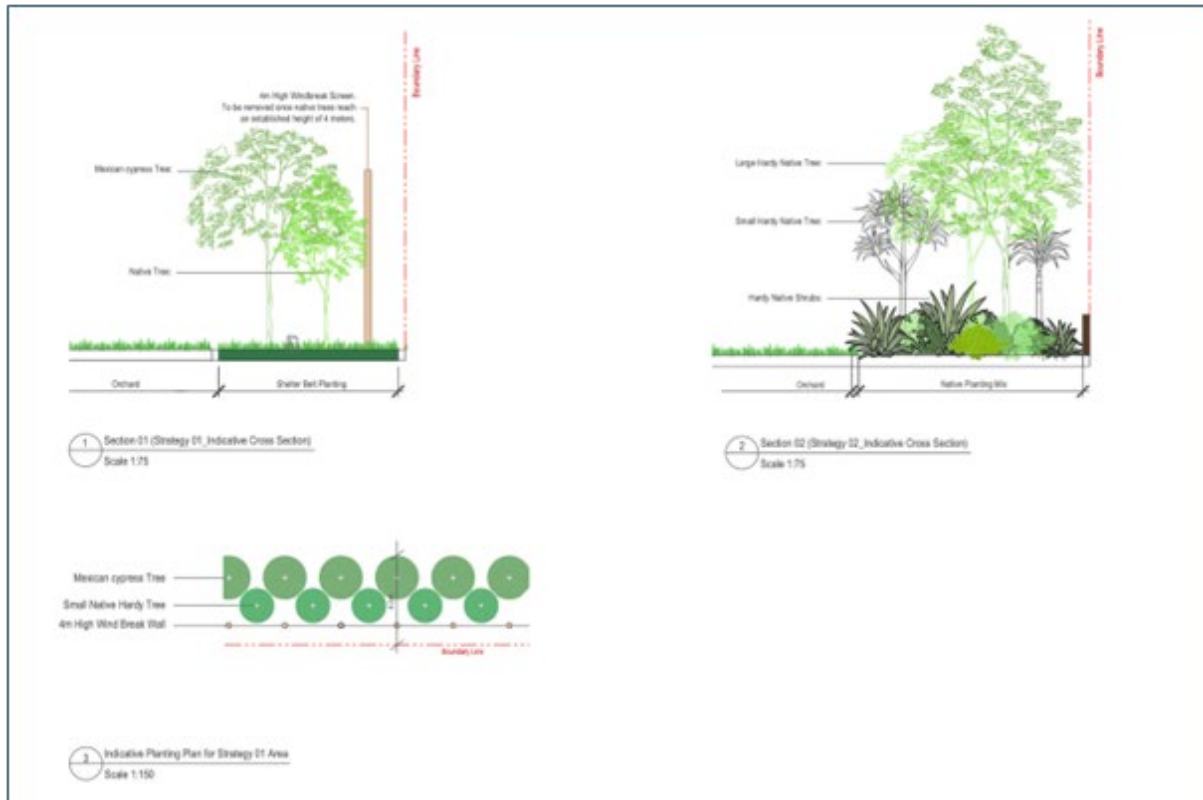 4m High Windbreak Screen.
To be removed once native trees reach
an established height of 4 meters.
Boundary Line
Mexican cypress Tree
Native Tree
Orchard
Shelter Belt Planting
1
Section 01 (Strategy 01_Indicative Cross Section)
Scale 1:75
Boundary Line
Large Hardy Native Tree
Small Hardy Native Tree
Hardy Native Shrubs
Orchard
Native Planting Mix
2
Section 02 (Strategy 02_Indicative Cross Section)
Scale 1:75
Mexican cypress Tree
Small Native Hardy Tree
4m High Wind Break Wall
Boundary Line
3
Indicative Planting Plan for Strategy 01 Area
Scale 1:150